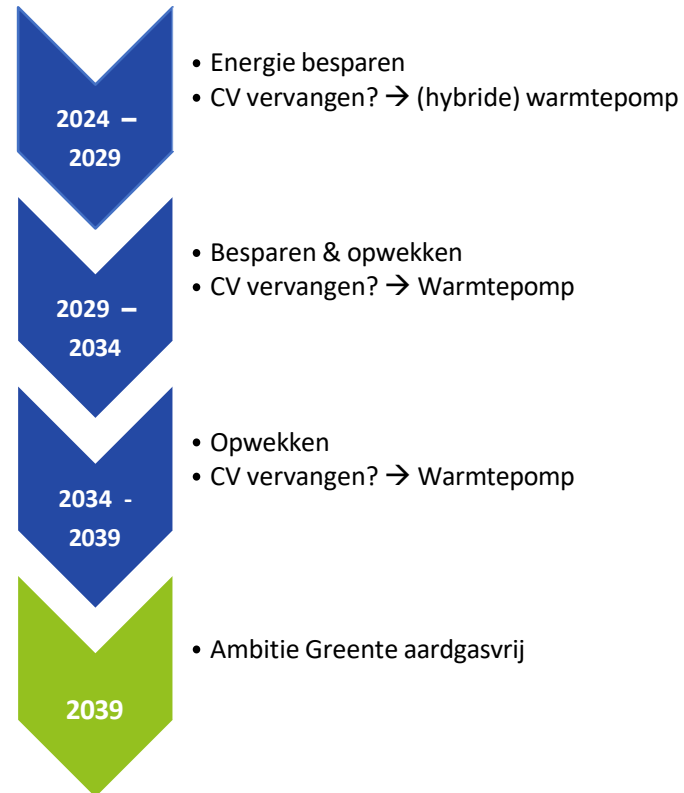 2024 –
2029
• Energie besparen
• CV vervangen? → (hybride) warmtepomp
2029 –
2034
• Besparen & opwekken
• CV vervangen? → Warmtepomp
2034 -
2039
• Opwekken
• CV vervangen? → Warmtepomp
2039
• Ambitie Greente aardgasvrij